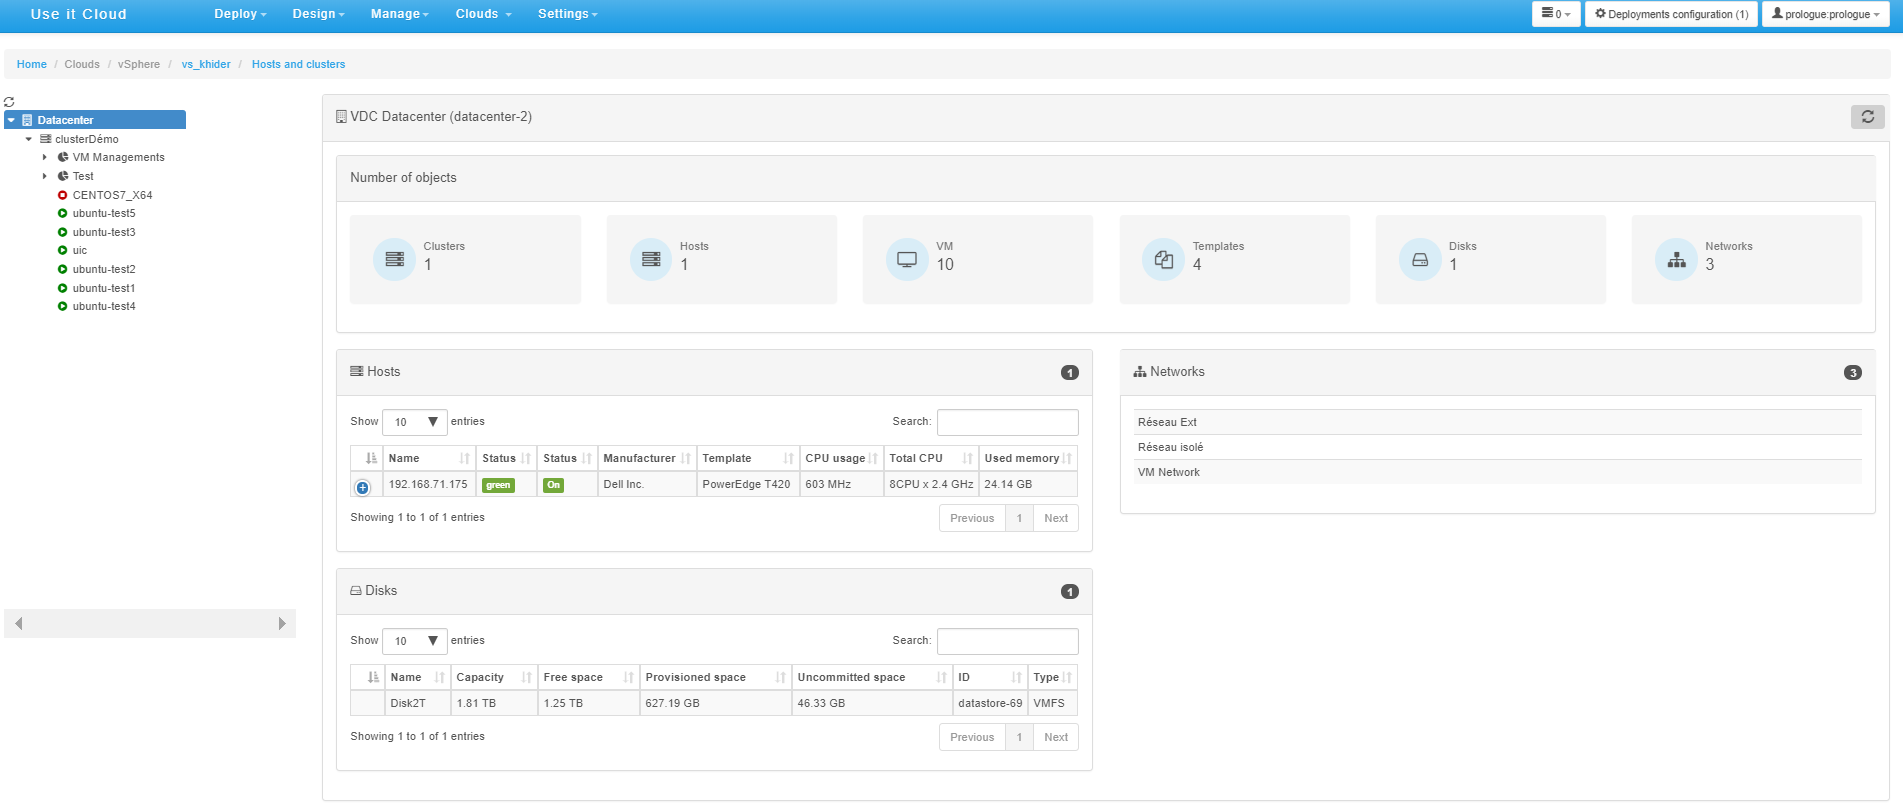 Use it Cloud Deploy Design Manage Clouds Settings 0 Deployments configuration (1) prologue:prologue
Home / Clouds / vSphere / vs_khider / Hosts and clusters
Datacenter
clusterDémo
VM Managements
Test
CENTOS7_X64
ubuntu-test5
ubuntu-test3
uic
ubuntu-test2
ubuntu-test1
ubuntu-test4
VDC Datacenter (datacenter-2)
Number of objects
Clusters
1
Hosts
1
VM
10
Templates
4
Disks
1
Networks
3
Hosts 1
Show 10 entries Search:
Name Status Status Manufacturer Template CPU usage Total CPU Used memory
192.168.71.175 green On Dell Inc. PowerEdge T420 603 MHz 8CPU x 2.4 GHz 24.14 GB
Showing 1 to 1 of 1 entries Previous 1 Next
Networks 3
Réseau Ext
Réseau isolé
VM Network
Disks 1
Show 10 entries Search:
Name Capacity Free space Provisioned space Uncommitted space ID Type
Disk2T 1.81 TB 1.25 TB 627.19 GB 46.33 GB datastore-69 VMFS
Showing 1 to 1 of 1 entries Previous 1 Next